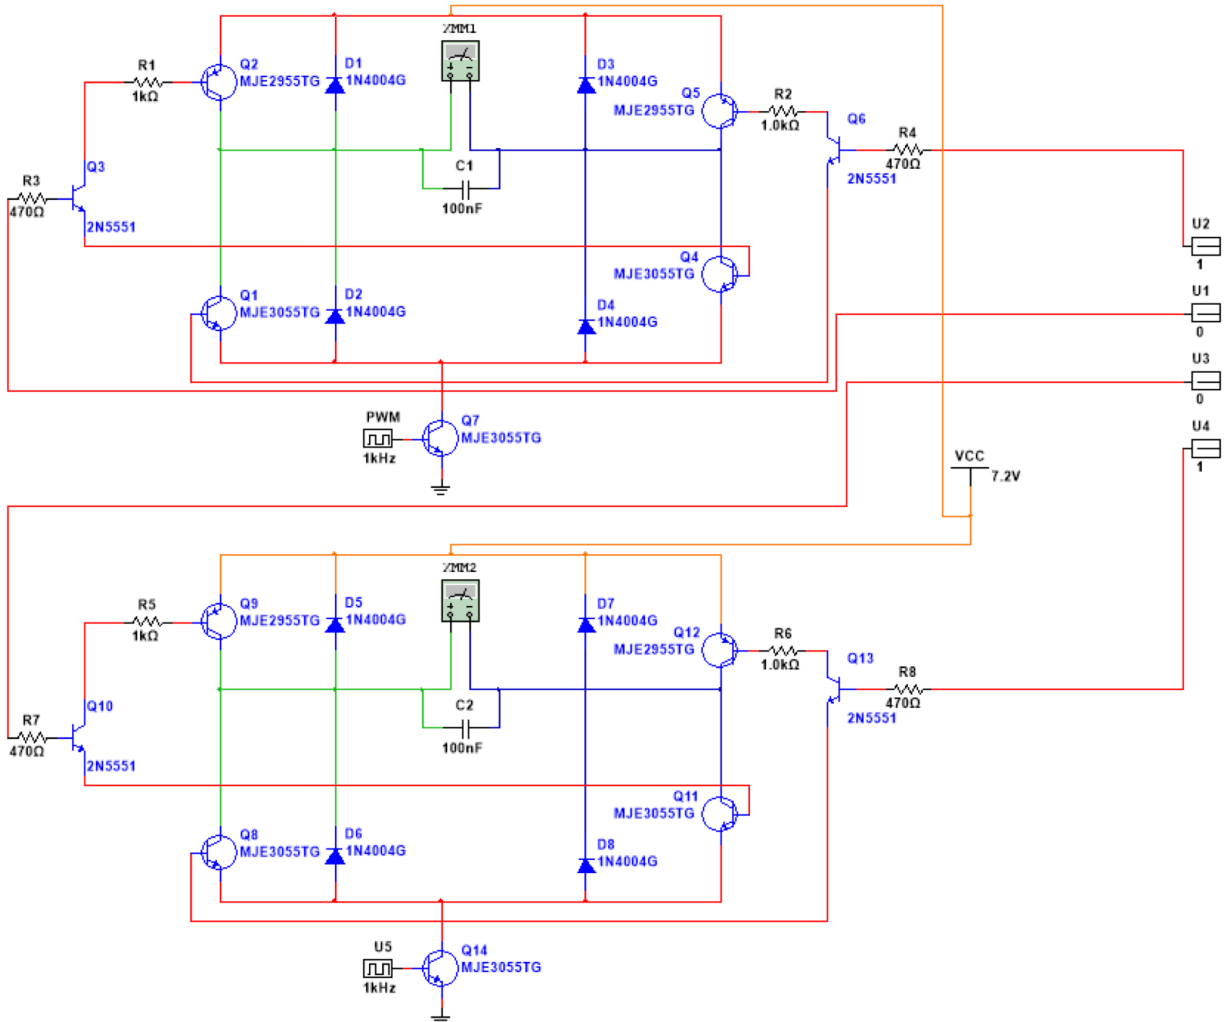 XMM1
R1
1kΩ
Q2
MJE2955TG
D1
1N4004G
D3
1N4004G
Q5
MJE2955TG
R2
1.0kΩ
Q6
2N5551
R4
470Ω
Q3
2N5551
R3
470Ω
C1
100nF
Q4
MJE3055TG
U2
1
Q1
MJE3055TG
D2
1N4004G
D4
1N4004G
U1
0
U3
0
PWM
1kHz
Q7
MJE3055TG
U4
1
VCC
7.2V
XMM2
R5
1kΩ
Q9
MJE2955TG
D5
1N4004G
D7
1N4004G
Q12
MJE2955TG
R6
1.0kΩ
Q13
2N5551
R8
470Ω
Q10
2N5551
R7
470Ω
C2
100nF
Q11
MJE3055TG
Q8
MJE3055TG
D6
1N4004G
D8
1N4004G
U5
1kHz
Q14
MJE3055TG